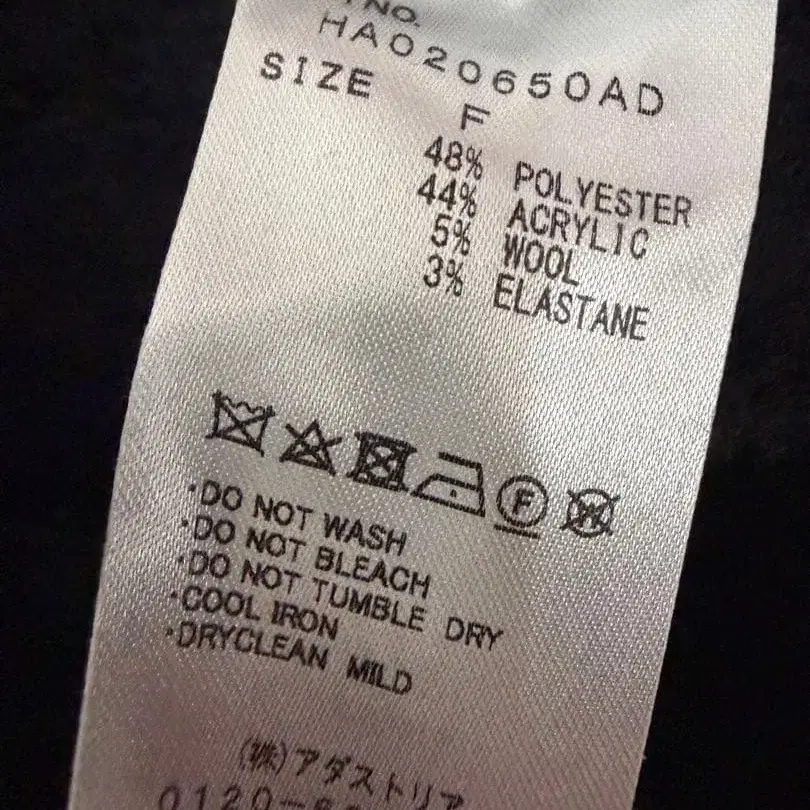 NO.
HA020650AD
SIZE
F
48% POLYESTER
44% ACRYLIC
5% WOOL
3% ELASTANE
F
W
・DO NOT WASH
・DO NOT BLEACH
・DO NOT TUMBLE DRY
・COOL IRON
・DRYCLEAN MILD
(株)アダストリア